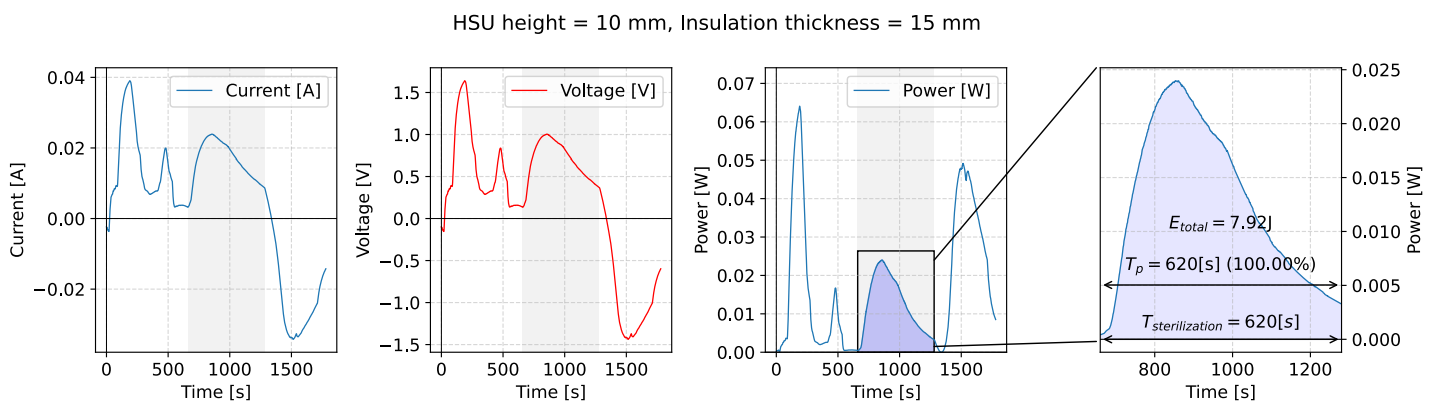 HSU height = 10 mm, Insulation thickness = 15 mm
Current [A]
0.04
0.02
0.00
−0.02
0 500 1000 1500
Time [s]
Current [A]
Voltage [V]
1.5
1.0
0.5
0.0
−0.5
−1.0
−1.5
0 500 1000 1500
Time [s]
Voltage [V]
Power [W]
0.07
0.06
0.05
0.04
0.03
0.02
0.01
0.00
0 500 1000 1500
Time [s]
Power [W]
E_total = 7.92J
T_p = 620[s] (100.00%)
T_sterilization = 620[s]
800 1000 1200
Time [s]
0.025
0.020
0.015
0.010
0.005
0.000
Power [W]